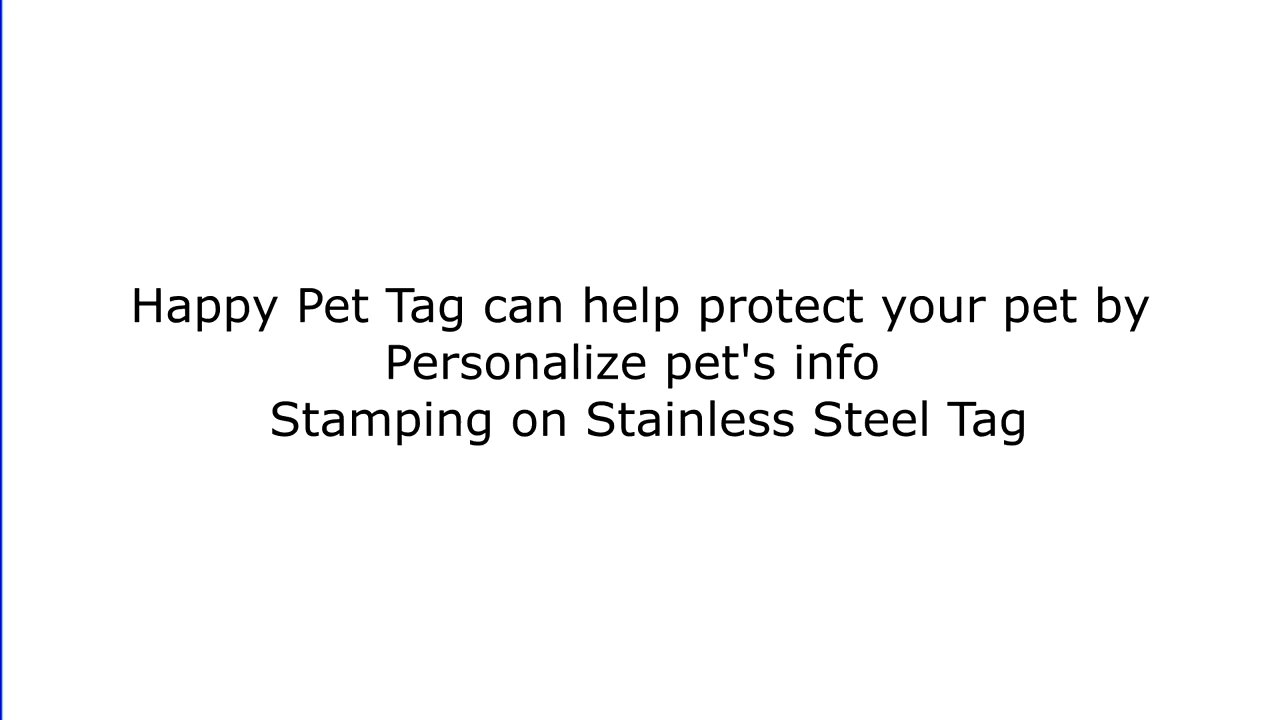 Happy Pet Tag can help protect your pet by
Personalize pet's info
Stamping on Stainless Steel Tag